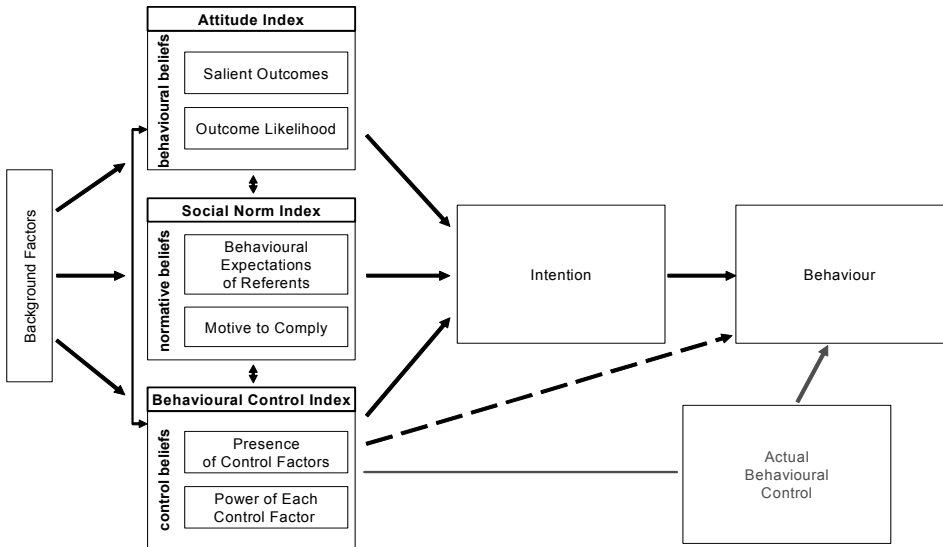 Background Factors
Attitude Index
behavioural beliefs
Salient Outcomes
Outcome Likelihood
Social Norm Index
normative beliefs
Behavioural
Expectations
of Referents
Motive to Comply
Behavioural Control Index
control beliefs
Presence
of Control Factors
Power of Each
Control Factor
Intention
Behaviour
Actual
Behavioural
Control